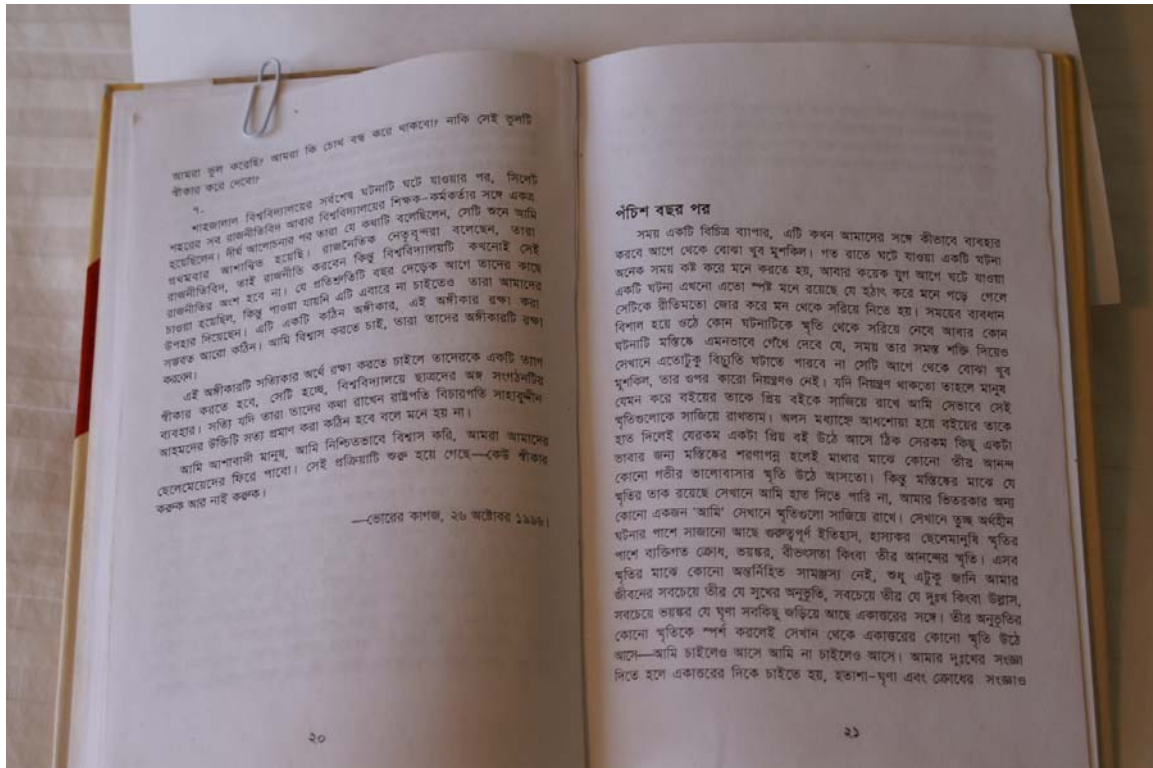 আমরা ভুল করেছি? আমরা কি চোখ বন্ধ করে থাকবো? নাকি সেই ভুলটি
স্বীকার করে নেবো?
৭.
শাহজালাল বিশ্ববিদ্যালয়ের সর্বশেষ ঘটনাটি ঘটে যাওয়ার পর, সিলেট
শহরের সব রাজনীতিবিদ আবার বিশ্ববিদ্যালয়ের শিক্ষক-কর্মকর্তার সঙ্গে একত্র
হয়েছিলেন। দীর্ঘ আলোচনার পর তারা যে কথাটি বলেছিলেন, সেটি শুনে আমি
প্রথমবার আশান্বিত হয়েছি। রাজনৈতিক নেতৃবৃন্দরা বলেছেন, তারা
রাজনীতিবিদ, তাই রাজনীতি করবেন কিন্তু বিশ্ববিদ্যালয়টি কখনোই সেই
রাজনীতির অংশ হবে না। যে প্রতিশ্রুতিটি বছর দেড়েক আগে তাদের কাছে
চাওয়া হয়েছিল, কিন্তু পাওয়া যায়নি এটি এবারে না চাইতেও তারা আমাদের
উপহার দিয়েছেন। এটি একটি কঠিন অঙ্গীকার, এই অঙ্গীকার রক্ষা করা
সম্ভবত আরো কঠিন। আমি বিশ্বাস করতে চাই, তারা তাদের অঙ্গীকারটি রক্ষা
করবেন।
এই অঙ্গীকারটি সত্যিকার অর্থে রক্ষা করতে চাইলে তাদেরকে একটি ত্যাগ
স্বীকার করতে হবে, সেটি হচ্ছে, বিশ্ববিদ্যালয়ে ছাত্রদের অঙ্গ সংগঠনটির
ব্যবহার। সত্যি যদি তারা তাদের কথা রাখেন রাষ্ট্রপতি বিচারপতি সাহাবুদ্দীন
আহমদের উক্তিটি সত্য প্রমাণ করা কঠিন হবে বলে মনে হয় না।
আমি আশাবাদী মানুষ, আমি নিশ্চিতভাবে বিশ্বাস করি, আমরা আমাদের
ছেলেমেয়েদের ফিরে পাবো। সেই প্রক্রিয়াটি শুরু হয়ে গেছে—কেউ স্বীকার
করুক আর নাই করুক।
—ভোরের কাগজ, ২৬ অক্টোবর ১৯৯৬।
২০
পঁচিশ বছর পর
সময় একটি বিচিত্র ব্যাপার, এটি কখন আমাদের সঙ্গে কীভাবে ব্যবহার
করবে আগে থেকে বোঝা খুব মুশকিল। গত রাতে ঘটে যাওয়া একটি ঘটনা
অনেক সময় কষ্ট করে মনে করতে হয়, আবার কয়েক যুগ আগে ঘটে যাওয়া
একটি ঘটনা এখনো এতো স্পষ্ট মনে রয়েছে যে হঠাৎ করে মনে পড়ে গেলে
সেটিকে রীতিমতো জোর করে মন থেকে সরিয়ে নিতে হয়। সময়ের ব্যবধান
বিশাল হয়ে ওঠে কোন ঘটনাটিকে স্মৃতি থেকে সরিয়ে নেবে আবার কোন
ঘটনাটি মস্তিষ্কে এমনভাবে গেঁথে দেবে যে, সময় তার সমস্ত শক্তি দিয়েও
সেখানে এতোটুকু বিচ্যুতি ঘটাতে পারবে না সেটি আগে থেকে বোঝা খুব
মুশকিল, তার ওপর কারো নিয়ন্ত্রণও নেই। যদি নিয়ন্ত্রণ থাকতো তাহলে মানুষ
যেমন করে বইয়ের তাকে প্রিয় বইকে সাজিয়ে রাখে আমি সেভাবে সেই
স্মৃতিগুলোকে সাজিয়ে রাখতাম। অলস মধ্যাহ্নে আধশোয়া হয়ে বইয়ের তাকে
হাত দিলেই যেরকম একটা প্রিয় বই উঠে আসে ঠিক সেরকম কিছু একটা
ভাবার জন্য মস্তিষ্কের শরণাপন্ন হলেই মাথার মাঝে কোনো তীব্র আনন্দ
কোনো গভীর ভালোবাসার স্মৃতি উঠে আসতো। কিন্তু মস্তিষ্কের মাঝে যে
স্মৃতির তাক রয়েছে সেখানে আমি হাত দিতে পারি না, আমার ভিতরকার অন্য
কোনো একজন ‘আমি’ সেখানে স্মৃতিগুলো সাজিয়ে রাখে। সেখানে তুচ্ছ অর্থহীন
ঘটনার পাশে সাজানো আছে গুরুত্বপূর্ণ ইতিহাস, হাস্যকর ছেলেমানুষি স্মৃতির
পাশে ব্যক্তিগত ক্রোধ, ভয়ঙ্কর, বীভৎসতা কিংবা তীব্র আনন্দের স্মৃতি। এসব
স্মৃতির মাঝে কোনো অন্তর্নিহিত সামঞ্জস্য নেই, শুধু এটুকু জানি আমার
জীবনের সবচেয়ে তীব্র যে সুখের অনুভূতি, সবচেয়ে তীব্র যে দুঃখ কিংবা উল্লাস,
সবচেয়ে ভয়ঙ্কর যে ঘৃণা সবকিছু জড়িয়ে আছে একাত্তরের সঙ্গে। তীব্র অনুভূতির
কোনো স্মৃতিকে স্পর্শ করলেই সেখান থেকে একাত্তরের কোনো স্মৃতি উঠে
আসে—আমি চাইলেও আসে আমি না চাইলেও আসে। আমার দুঃখের সংজ্ঞা
দিতে হলে একাত্তরের দিকে চাইতে হয়, হতাশা-ঘৃণা এবং ক্রোধের সংজ্ঞাও
২১